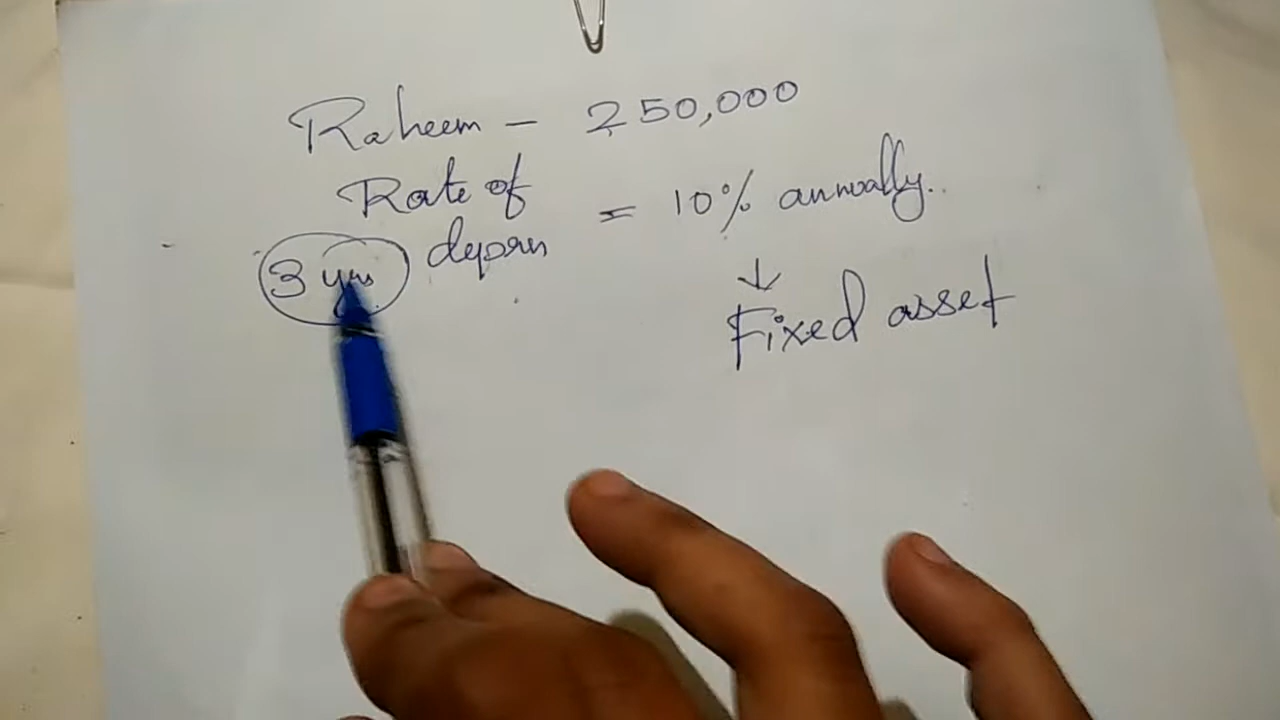 Raheem - 250,000
Rate of
deprn = 10% annually.
3 yrs
↓
Fixed asset